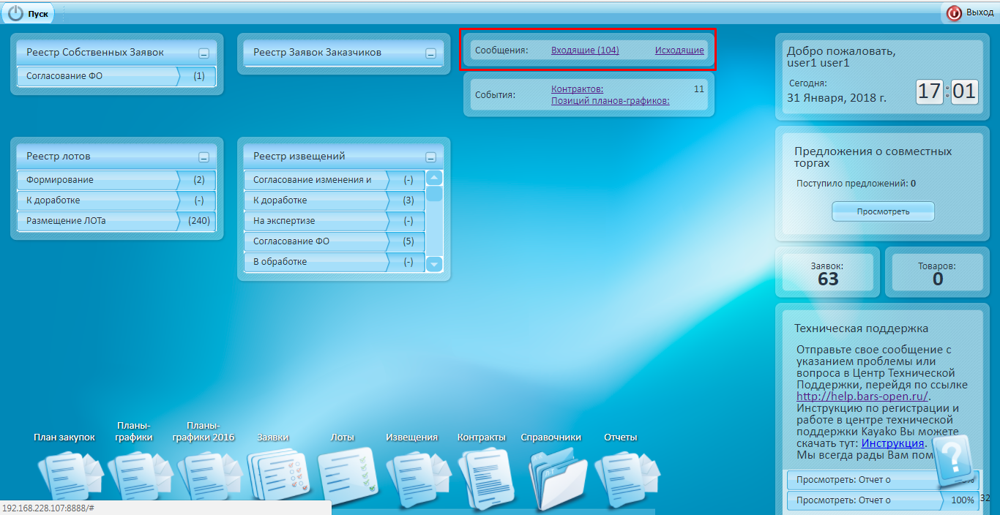 Пуск
Выход
Реестр Собственных Заявок
Согласование ФО (1)
Реестр Заявок Заказчиков
Сообщения: Входящие (104) Исходящие
События: Контрактов: 11
Позиций планов-графиков:
Добро пожаловать,
user1 user1
Сегодня:
31 Января, 2018 г.
17:01
Реестр лотов
Формирование (2)
К доработке (-)
Размещение ЛОТа (240)
Реестр извещений
Согласование изменения и (-)
К доработке (3)
На экспертизе (-)
Согласование ФО (5)
В обработке (-)
Предложения о совместных
торгах
Поступило предложений: 0
Просмотреть
Заявок:
63
Товаров:
0
Техническая поддержка
Отправьте свое сообщение с
указанием проблемы или
вопроса в Центр Технической
Поддержки, перейдя по ссылке
http://help.bars-open.ru/.
Инструкцию по регистрации и
работе в центре технической
поддержки Kayako Вы можете
скачать тут: Инструкция.
Мы всегда рады Вам пом
Просмотреть: Отчет о
Просмотреть: Отчет о 100%
32
План закупок
Планы-
графики
Планы-
графики 2016
Заявки
Лоты
Извещения
Контракты
Справочники
Отчеты
192.168.228.107:8888/#